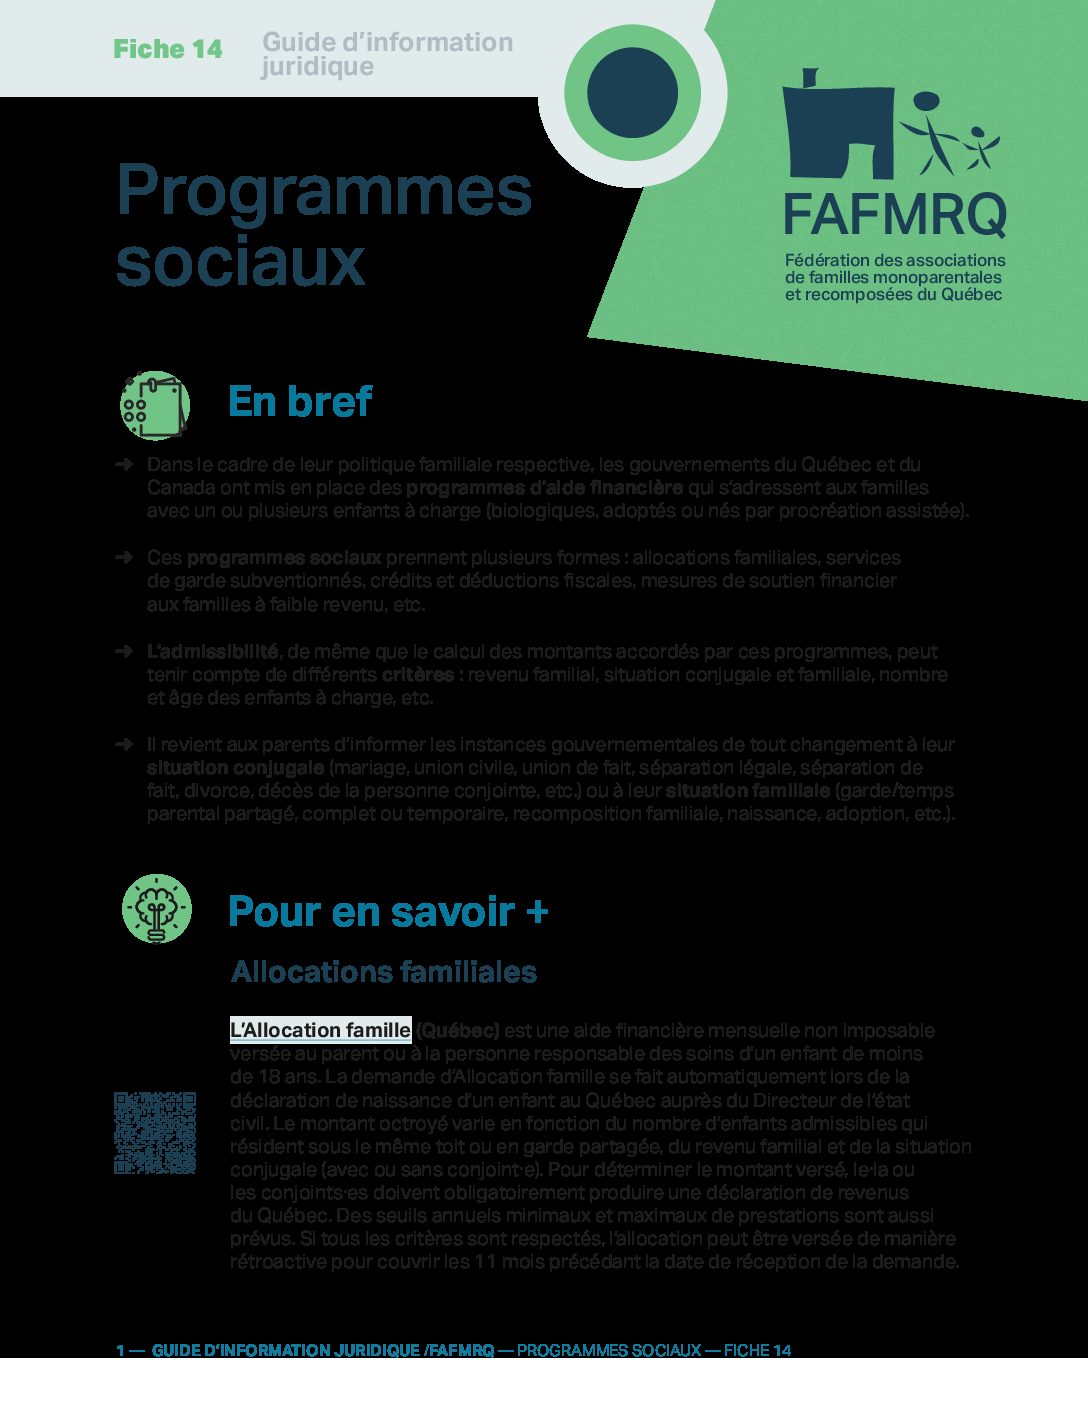 Fiche 14
Guide d’information
juridique
FAFMRQ
Fédération des associations
de familles monoparentales
et recomposées du Québec
Programmes
sociaux
En bref
➜ Dans le cadre de leur politique familiale respective, les gouvernements du Québec et du
Canada ont mis en place des programmes d’aide financière qui s’adressent aux familles
avec un ou plusieurs enfants à charge (biologiques, adoptés ou nés par procréation assistée).
➜ Ces programmes sociaux prennent plusieurs formes : allocations familiales, services
de garde subventionnés, crédits et déductions fiscales, mesures de soutien financier
aux familles à faible revenu, etc.
➜ L’admissibilité, de même que le calcul des montants accordés par ces programmes, peut
tenir compte de différents critères : revenu familial, situation conjugale et familiale, nombre
et âge des enfants à charge, etc.
➜ Il revient aux parents d’informer les instances gouvernementales de tout changement à leur
situation conjugale (mariage, union civile, union de fait, séparation légale, séparation de
fait, divorce, décès de la personne conjointe, etc.) ou à leur situation familiale (garde/temps
parental partagé, complet ou temporaire, recomposition familiale, naissance, adoption, etc.).
Pour en savoir +
Allocations familiales
L’Allocation famille (Québec) est une aide financière mensuelle non imposable
versée au parent ou à la personne responsable des soins d’un enfant de moins
de 18 ans. La demande d’Allocation famille se fait automatiquement lors de la
déclaration de naissance d’un enfant au Québec auprès du Directeur de l’état
civil. Le montant octroyé varie en fonction du nombre d’enfants admissibles qui
résident sous le même toit ou en garde partagée, du revenu familial et de la situation
conjugale (avec ou sans conjoint·e). Pour déterminer le montant versé, le·la ou
les conjoints·es doivent obligatoirement produire une déclaration de revenus
du Québec. Des seuils annuels minimaux et maximaux de prestations sont aussi
prévus. Si tous les critères sont respectés, l’allocation peut être versée de manière
rétroactive pour couvrir les 11 mois précédant la date de réception de la demande.
1 — GUIDE D’INFORMATION JURIDIQUE /FAFMRQ — PROGRAMMES SOCIAUX — FICHE 14